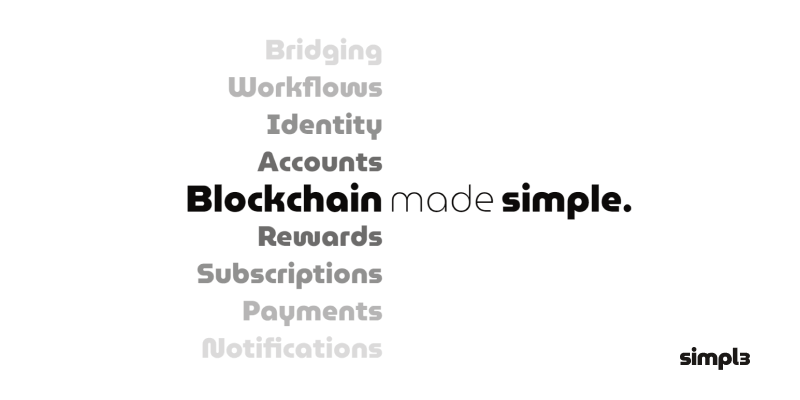 Bridging
Workflows
Identity
Accounts
Blockchain made simple.
Rewards
Subscriptions
Payments
Notifications
simpl3